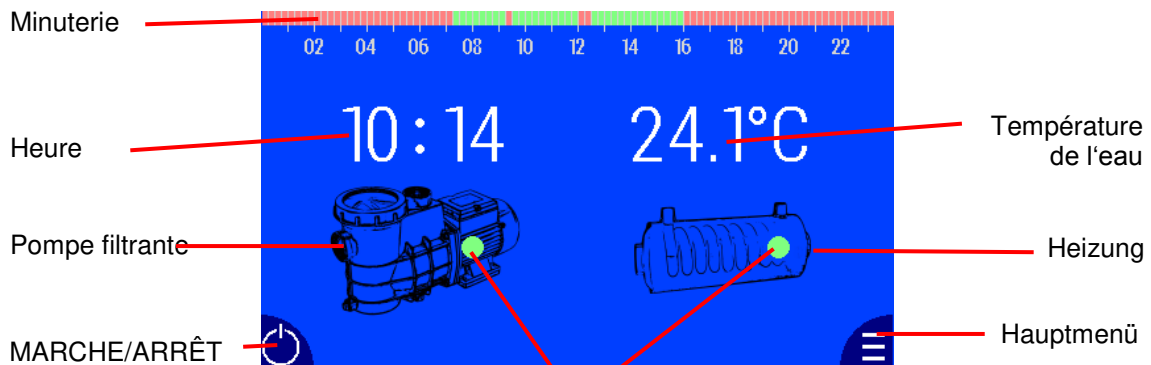 Minuterie
02 04 06 08 10 12 14 16 18 20 22
Heure
10:14
24.1°C
Température
de l‘eau
Pompe filtrante
Heizung
MARCHE/ARRÊT
Hauptmenü